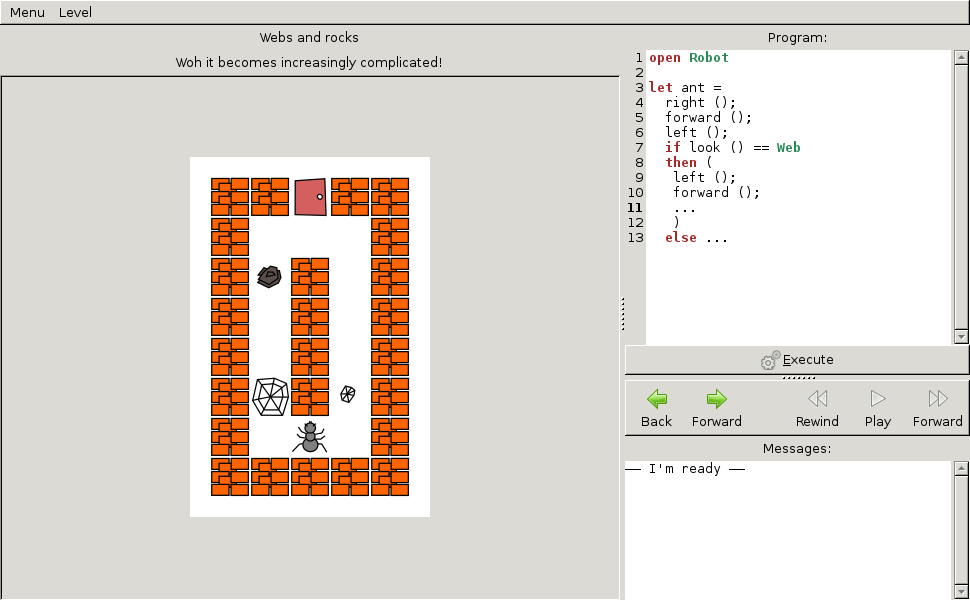 Menu Level
Webs and rocks
Woh it becomes increasingly complicated!
Program:
1 open Robot
2
3 let ant =
4 right ();
5 forward ();
6 left ();
7 if look () == Web
8 then (
9 left ();
10 forward ();
11 ...
12 )
13 else ...
Execute
Back Forward Rewind Play Forward
Messages:
── I'm ready ──